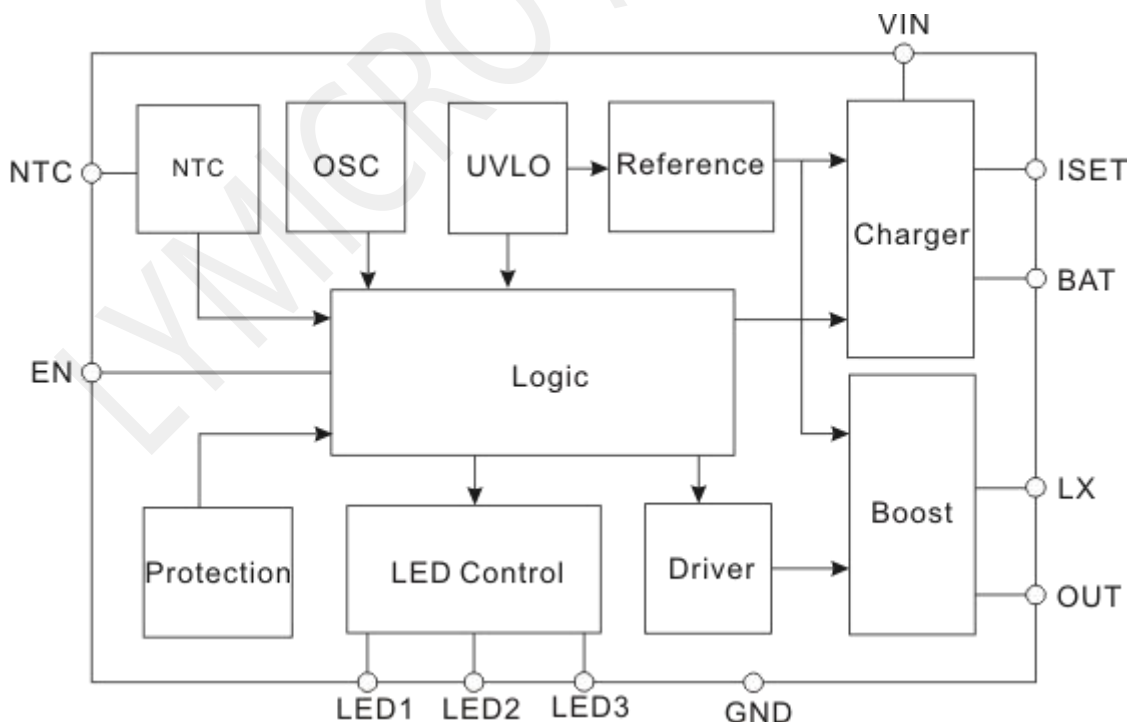 VIN
NTC
NTC
OSC
UVLO
Reference
Charger
ISET
BAT
EN
Logic
Protection
LED Control
Driver
Boost
LX
OUT
LED1
LED2
LED3
GND
LYMICRO